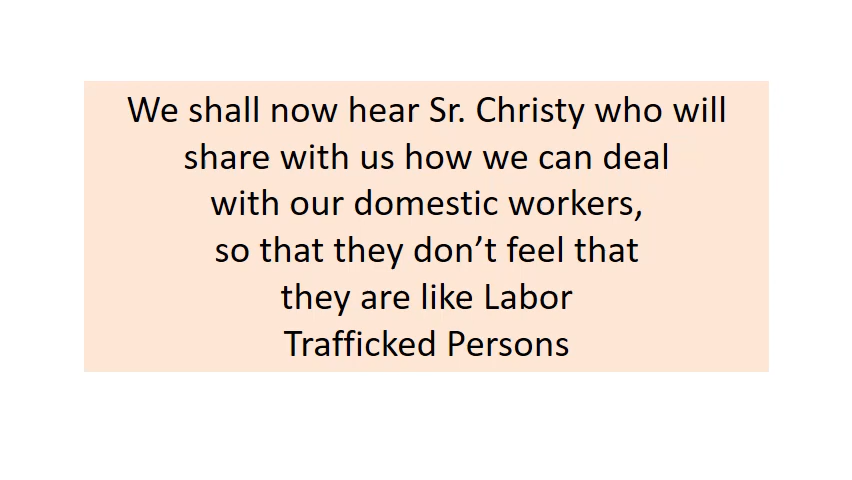 We shall now hear Sr. Christy who will
share with us how we can deal
with our domestic workers,
so that they don’t feel that
they are like Labor
Trafficked Persons